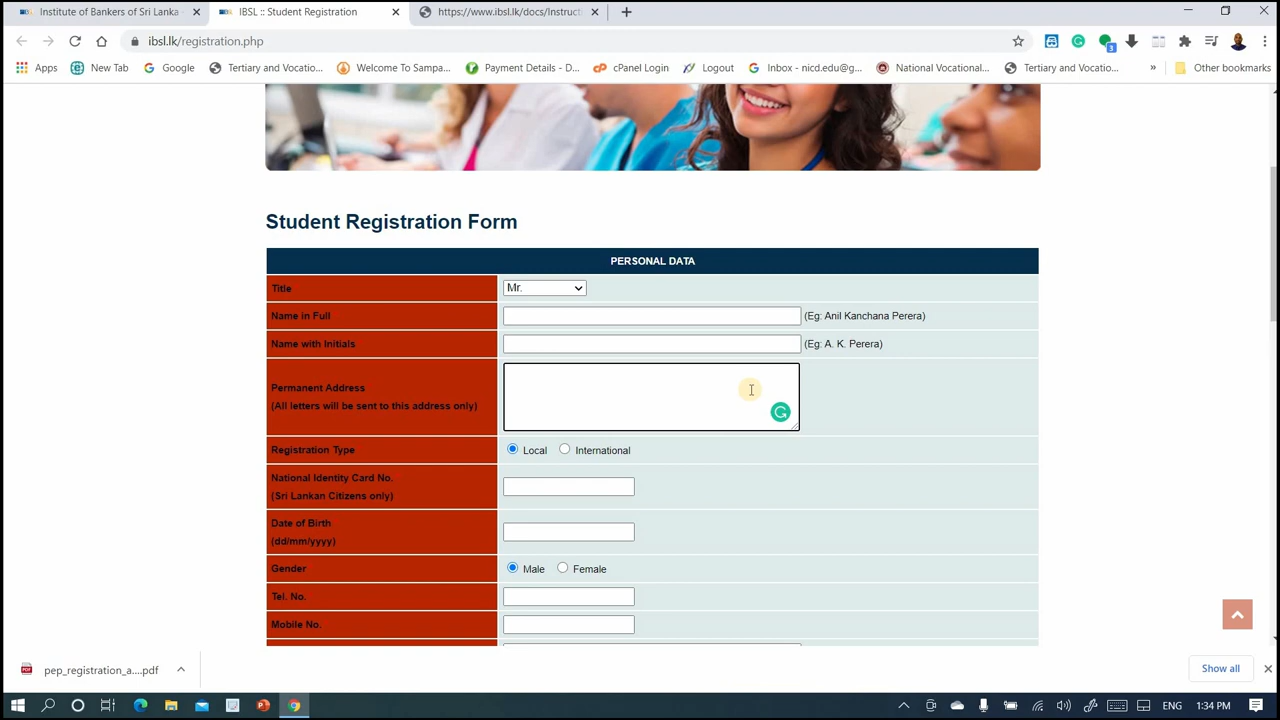 Institute of Bankers of Sri Lanka
IBSL :: Student Registration
https://www.ibsl.lk/docs/Instructi
ibsl.lk/registration.php
3
Apps
New Tab
Google
Tertiary and Vocatio...
Welcome To Sampa...
Payment Details - D...
cPanel Login
Logout
Inbox - nicd.edu@g...
National Vocational...
Tertiary and Vocatio...
»
Other bookmarks
Student Registration Form
PERSONAL DATA
Title
Mr.
Name in Full
(Eg: Anil Kanchana Perera)
Name with Initials
(Eg: A. K. Perera)
Permanent Address
(All letters will be sent to this address only)
Registration Type
Local
International
National Identity Card No.
(Sri Lankan Citizens only)
Date of Birth
(dd/mm/yyyy)
Gender
Male
Female
Tel. No.
Mobile No.
pep_registration_a....pdf
Show all
ENG
1:34 PM